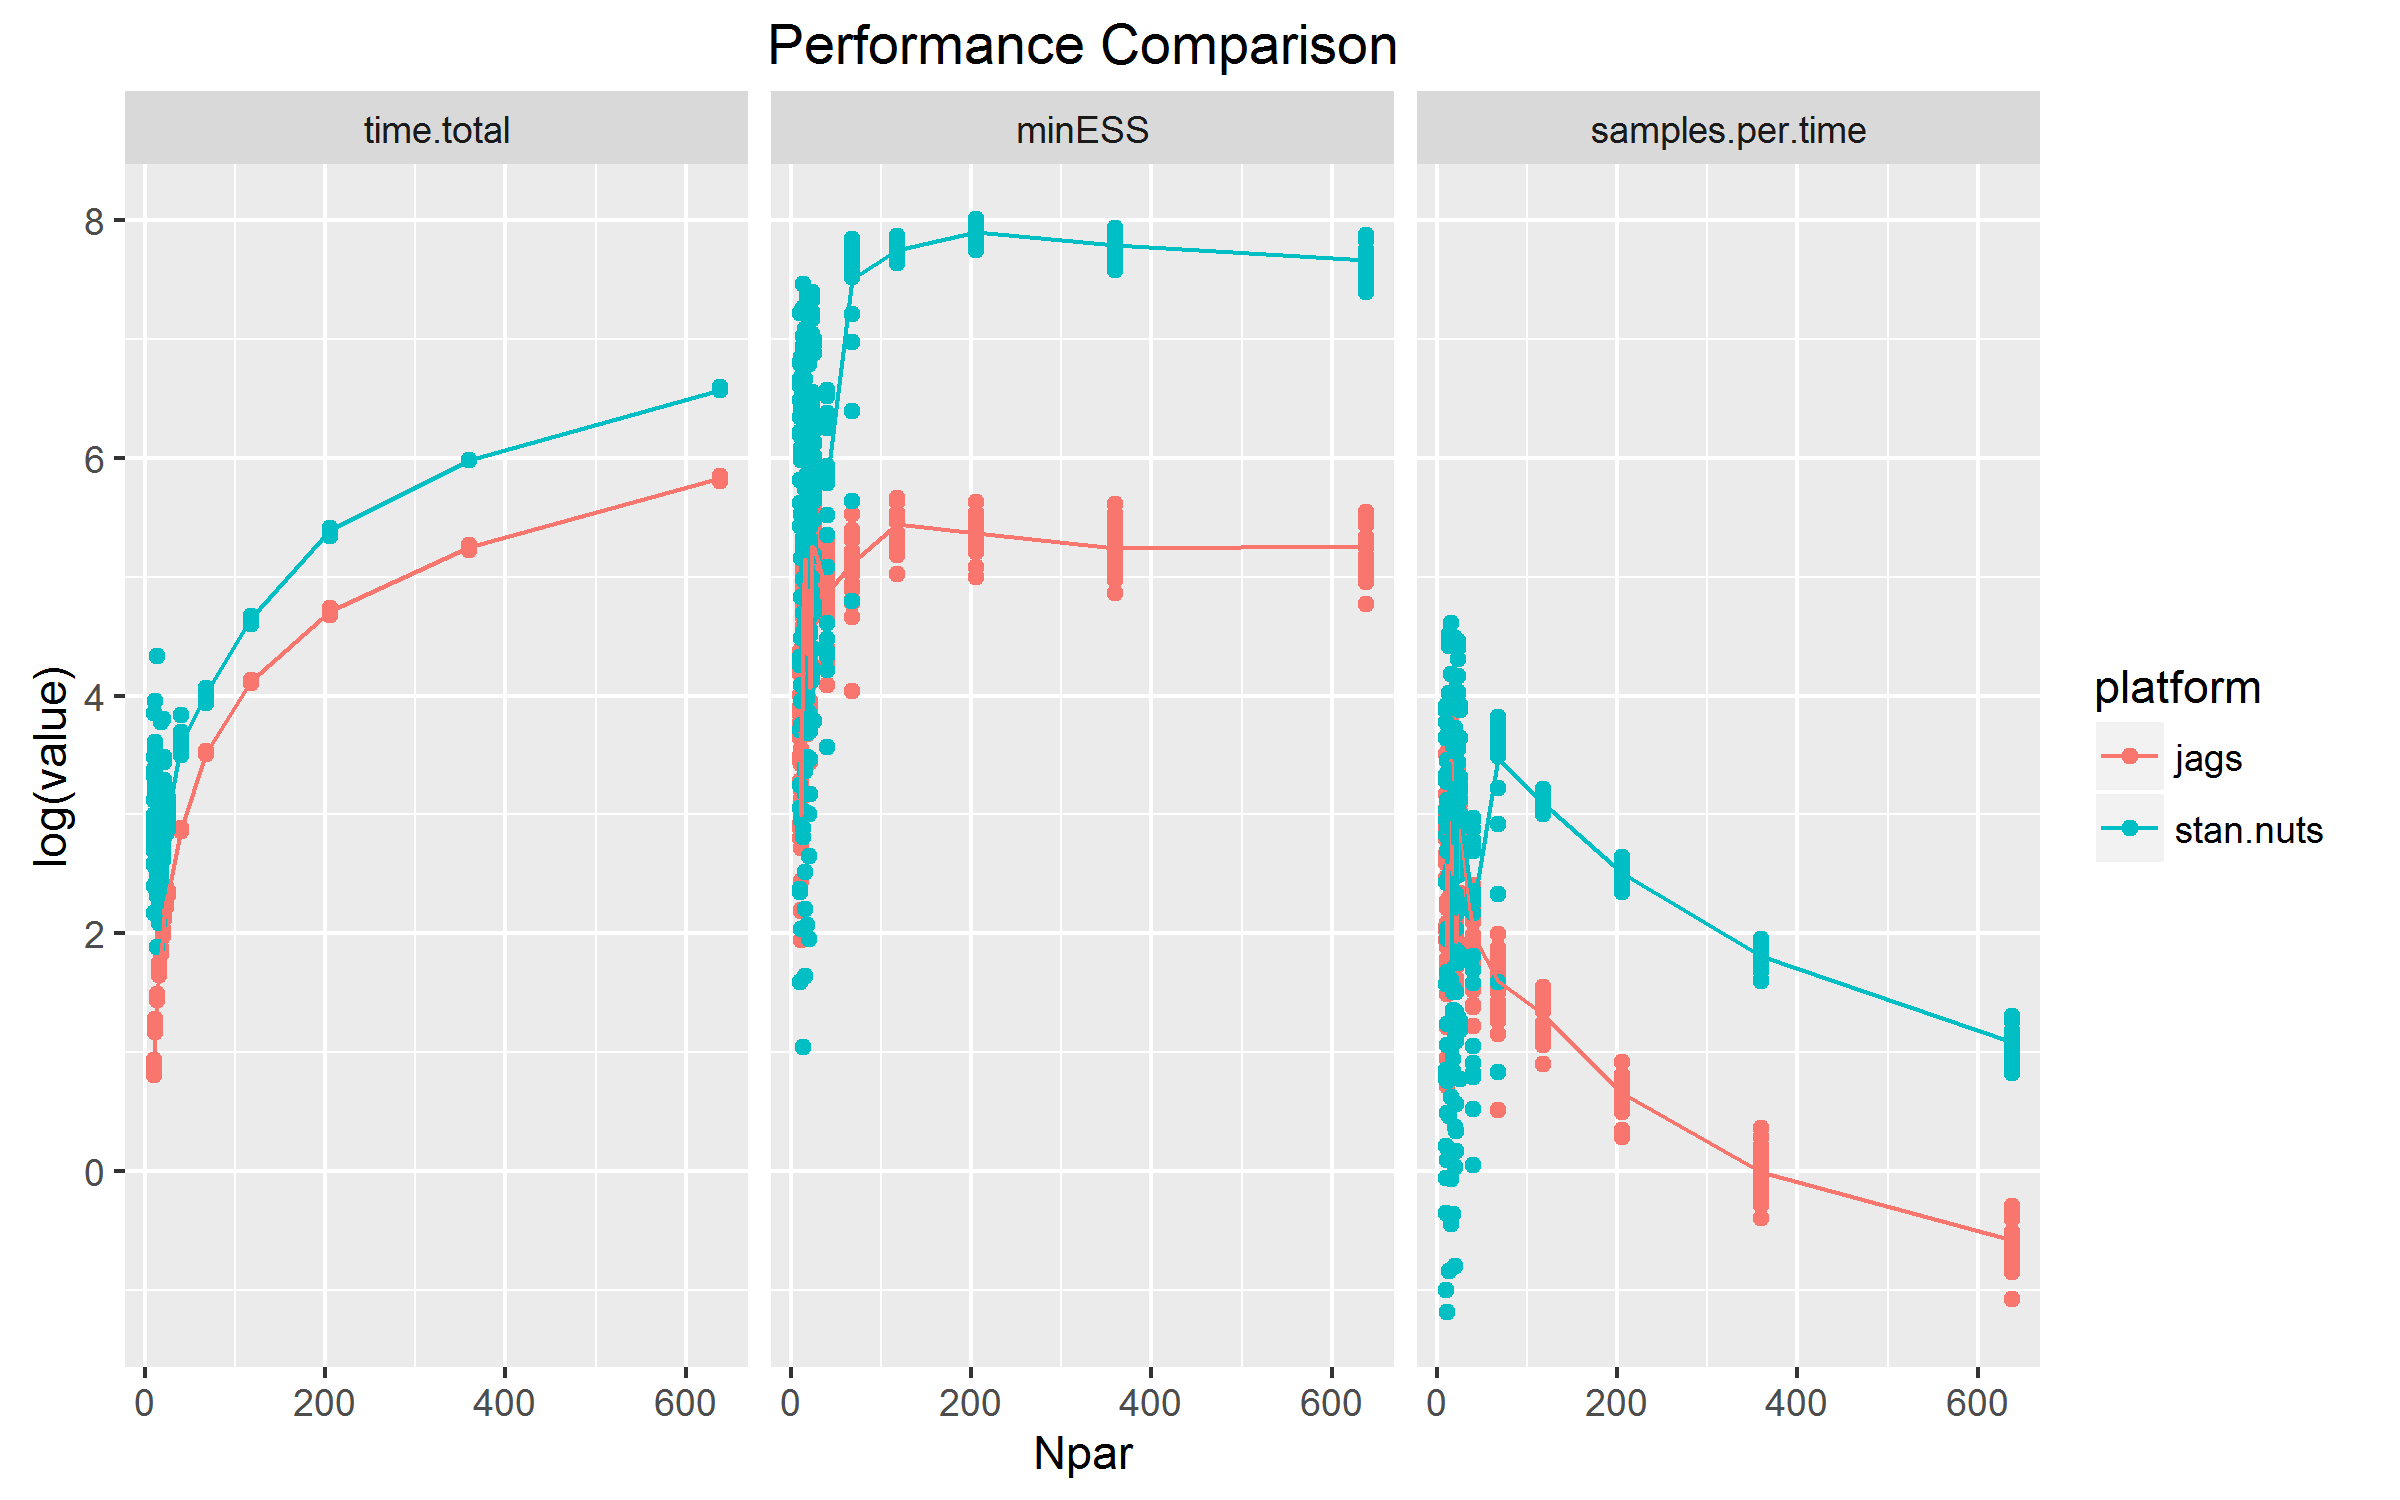 Performance Comparison
time.total minESS samples.per.time
8
6
4
2
0
log(value)
0 200 400 600 0 200 400 600 0 200 400 600
Npar
platform
jags
stan.nuts